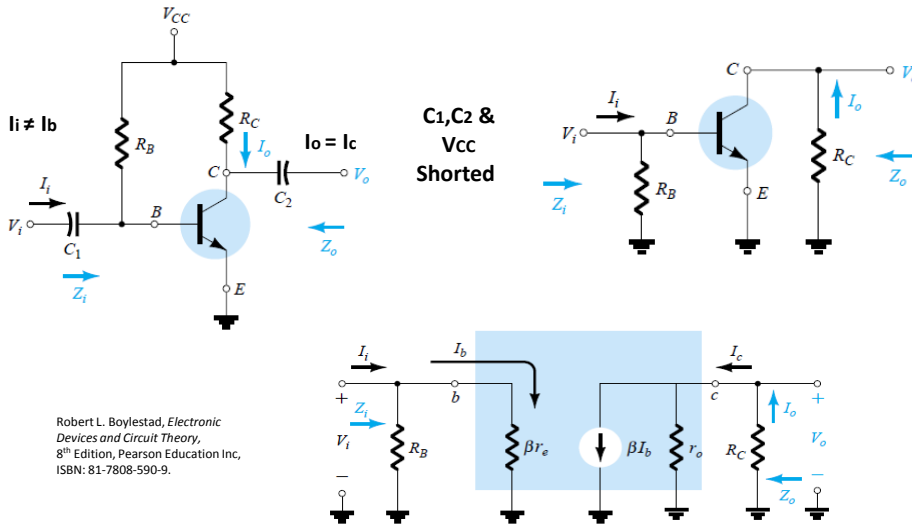 VCC
Ii ≠ Ib
RB
RC
Io
Io = Ic
C
C2
Vo
Ii
B
Vi
C1
Zi
Zo
E
C1,C2 &
VCC
Shorted
C
Vo
Ii
Io
Vi
B
RC
Zi
RB
E
Zo
Ii
Ib
Ic
b
c
+
Zi
Vi
RB
βre
βIb
ro
RC
Io
+
Vo
−
Zo
−
Robert L. Boylestad, Electronic
Devices and Circuit Theory,
8th Edition, Pearson Education Inc,
ISBN: 81-7808-590-9.